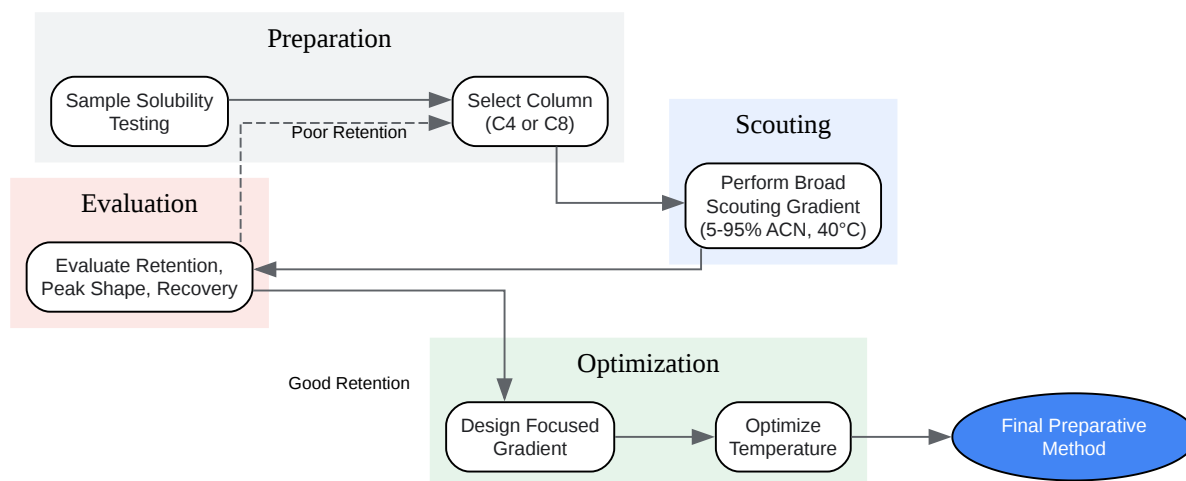 Preparation
Sample Solubility
Testing
Select Column
(C4 or C8)
Poor Retention
Scouting
Perform Broad
Scouting Gradient
(5-95% ACN, 40°C)
Evaluation
Evaluate Retention,
Peak Shape, Recovery
Good Retention
Optimization
Design Focused
Gradient
Optimize
Temperature
Final Preparative
Method